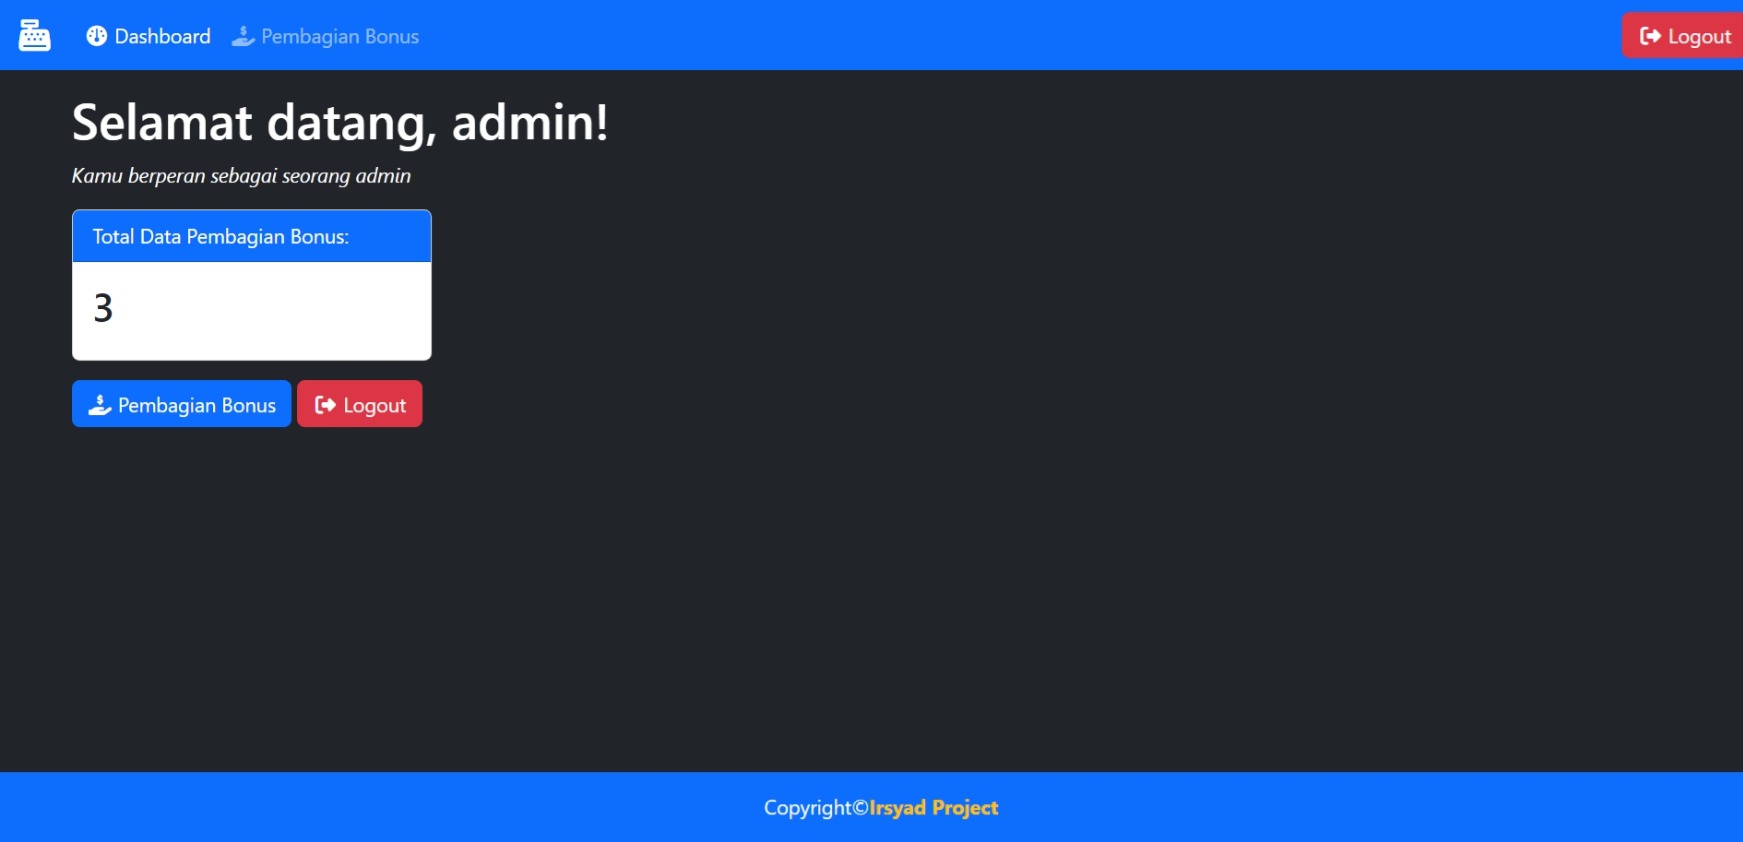 Dashboard Pembagian Bonus Logout
Selamat datang, admin!
Kamu berperan sebagai seorang admin
Total Data Pembagian Bonus:
3
Pembagian Bonus Logout
Copyright©Irsyad Project